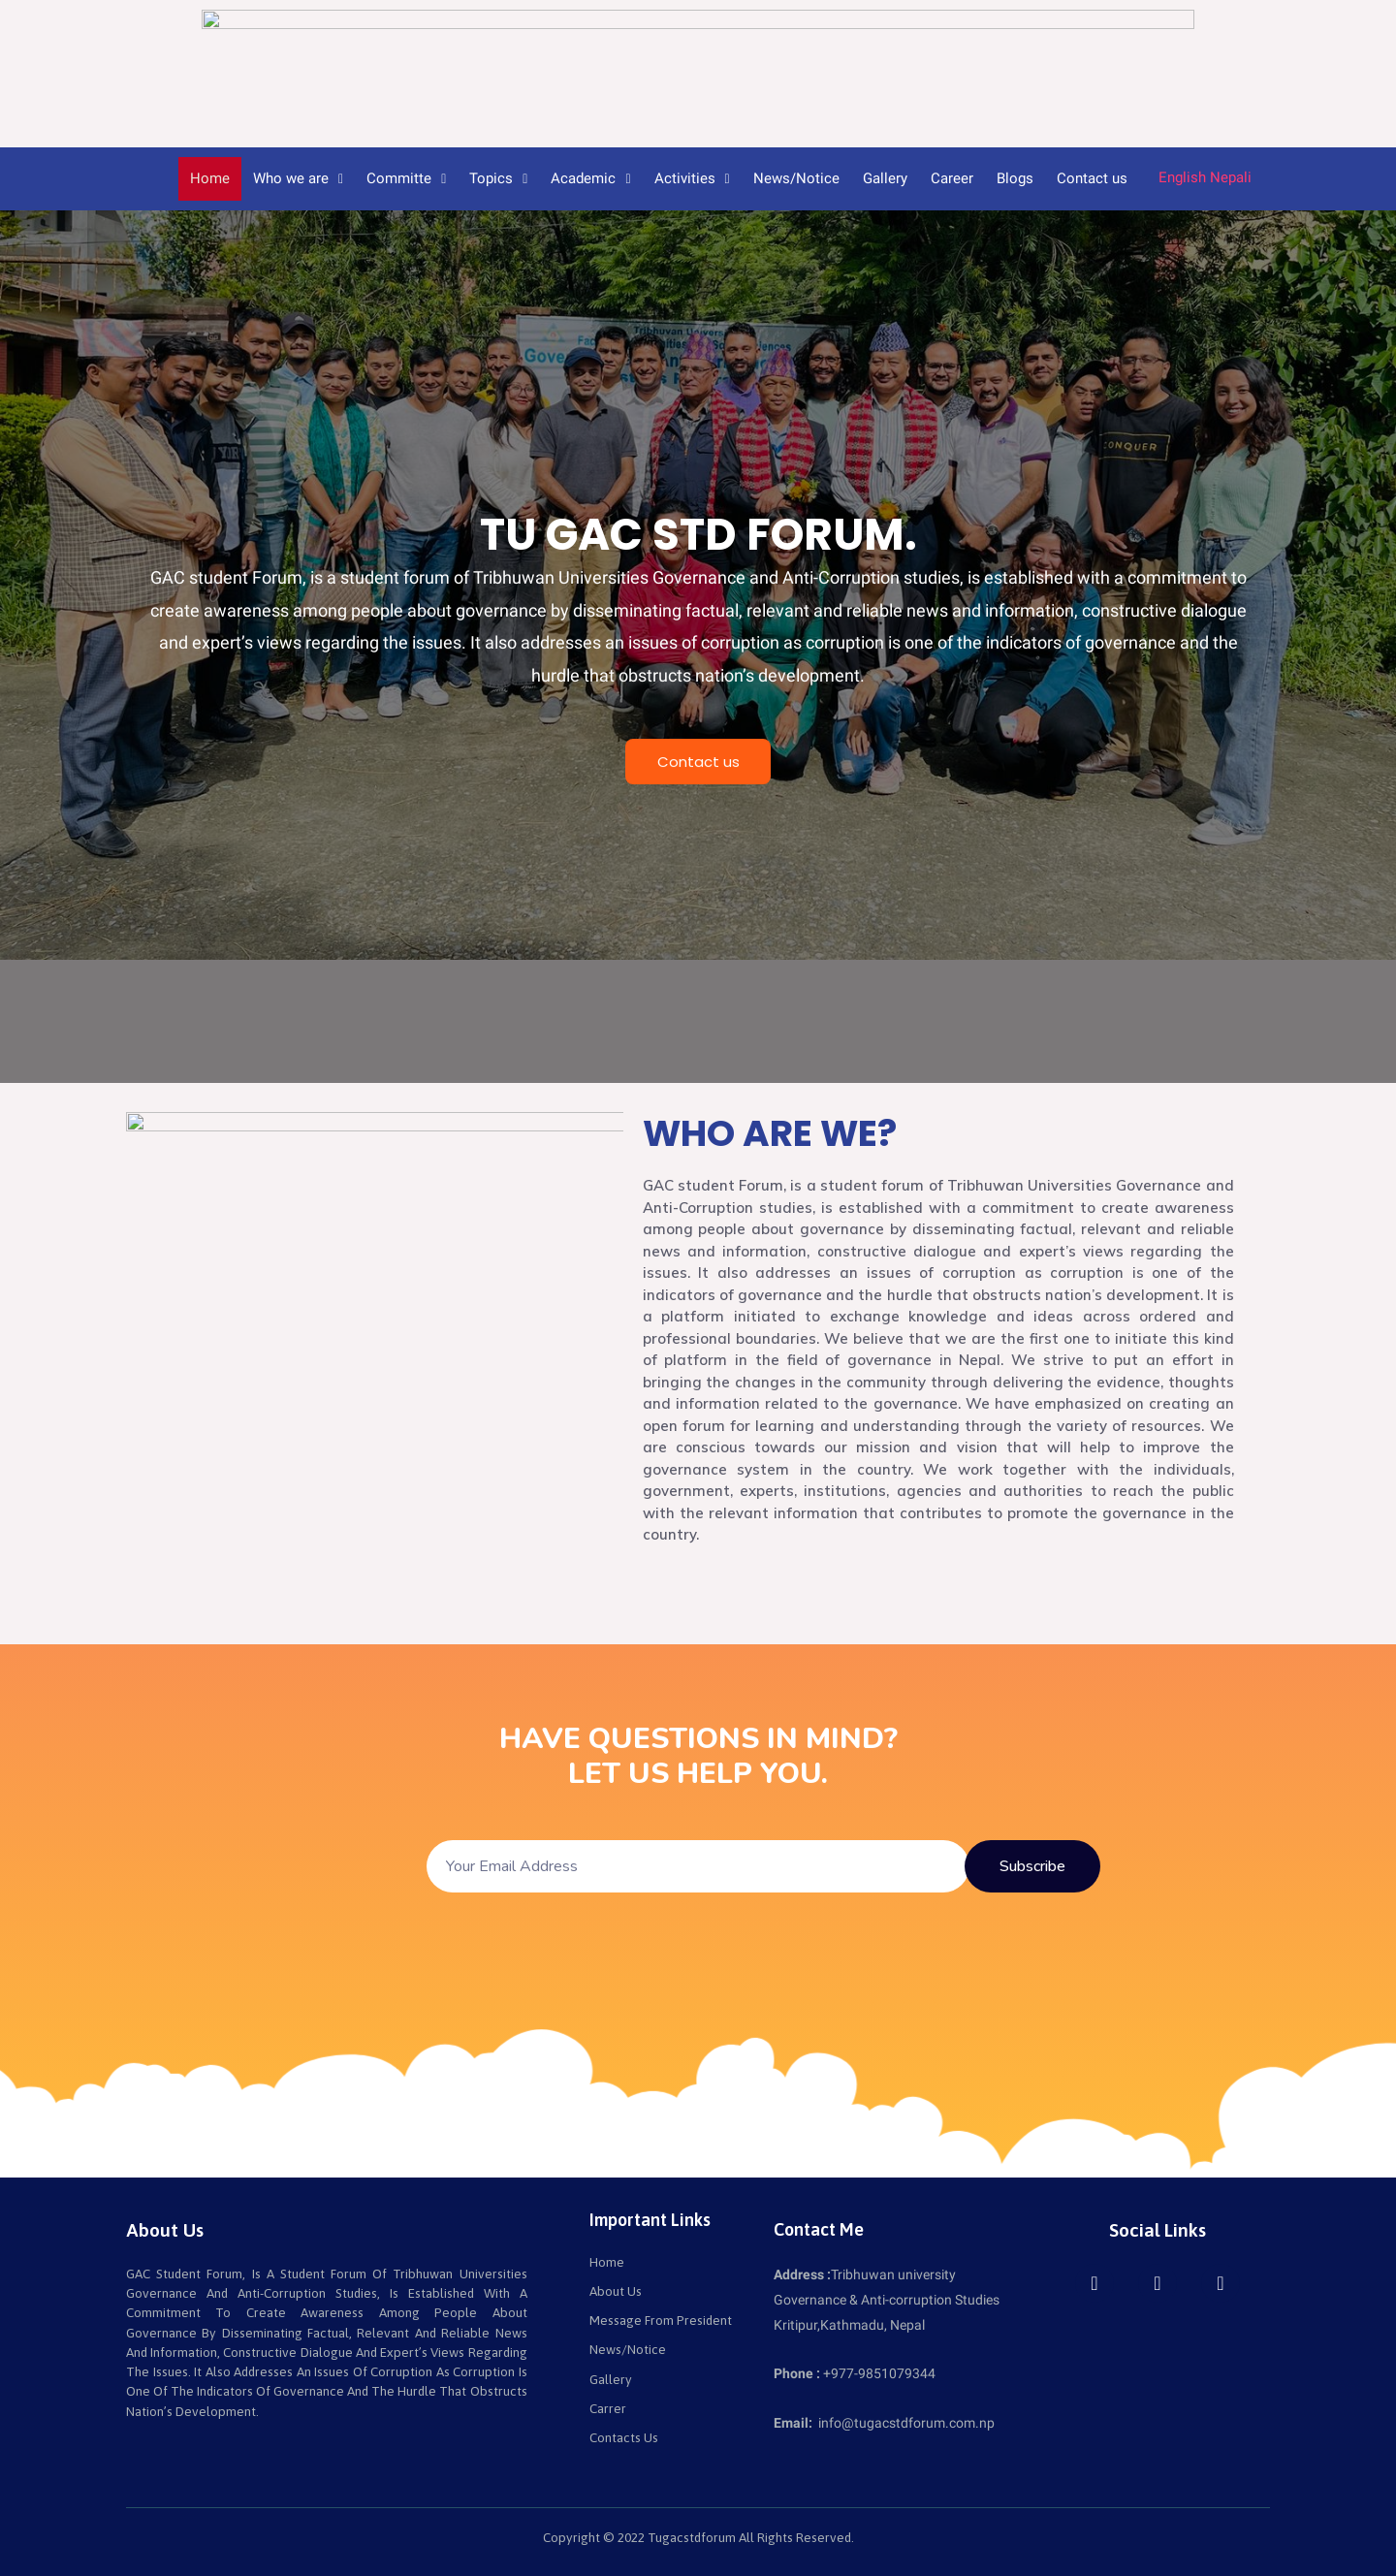 Home Who we are Committe Topics Academic Activities News/Notice Gallery Career Blogs Contact us English Nepali
Tribhuvan
TU GAC STD FORUM.
GAC student Forum, is a student forum of Tribhuwan Universities Governance and Anti-Corruption studies, is established with a commitment to
create awareness among people about governance by disseminating factual, relevant and reliable news and information, constructive dialogue
and expert’s views regarding the issues. It also addresses an issues of corruption as corruption is one of the indicators of governance and the
hurdle that obstructs nation’s development.
Contact us
WHO ARE WE?
GAC student Forum, is a student forum of Tribhuwan Universities Governance and
Anti-Corruption studies, is established with a commitment to create awareness
among people about governance by disseminating factual, relevant and reliable
news and information, constructive dialogue and expert’s views regarding the
issues. It also addresses an issues of corruption as corruption is one of the
indicators of governance and the hurdle that obstructs nation’s development. It is
a platform initiated to exchange knowledge and ideas across ordered and
professional boundaries. We believe that we are the first one to initiate this kind
of platform in the field of governance in Nepal. We strive to put an effort in
bringing the changes in the community through delivering the evidence, thoughts
and information related to the governance. We have emphasized on creating an
open forum for learning and understanding through the variety of resources. We
are conscious towards our mission and vision that will help to improve the
governance system in the country. We work together with the individuals,
government, experts, institutions, agencies and authorities to reach the public
with the relevant information that contributes to promote the governance in the
country.
HAVE QUESTIONS IN MIND?
LET US HELP YOU.
Your Email Address
Subscribe
About Us
GAC Student Forum, Is A Student Forum Of Tribhuwan Universities
Governance And Anti-Corruption Studies, Is Established With A
Commitment To Create Awareness Among People About
Governance By Disseminating Factual, Relevant And Reliable News
And Information, Constructive Dialogue And Expert’s Views Regarding
The Issues. It Also Addresses An Issues Of Corruption As Corruption Is
One Of The Indicators Of Governance And The Hurdle That Obstructs
Nation’s Development.
Important Links
Home
About Us
Message From President
News/Notice
Gallery
Carrer
Contacts Us
Contact Me
Address :Tribhuwan university
Governance & Anti-corruption Studies
Kritipur,Kathmadu, Nepal
Phone : +977-9851079344
Email: info@tugacstdforum.com.np
Social Links
Copyright © 2022 Tugacstdforum All Rights Reserved.